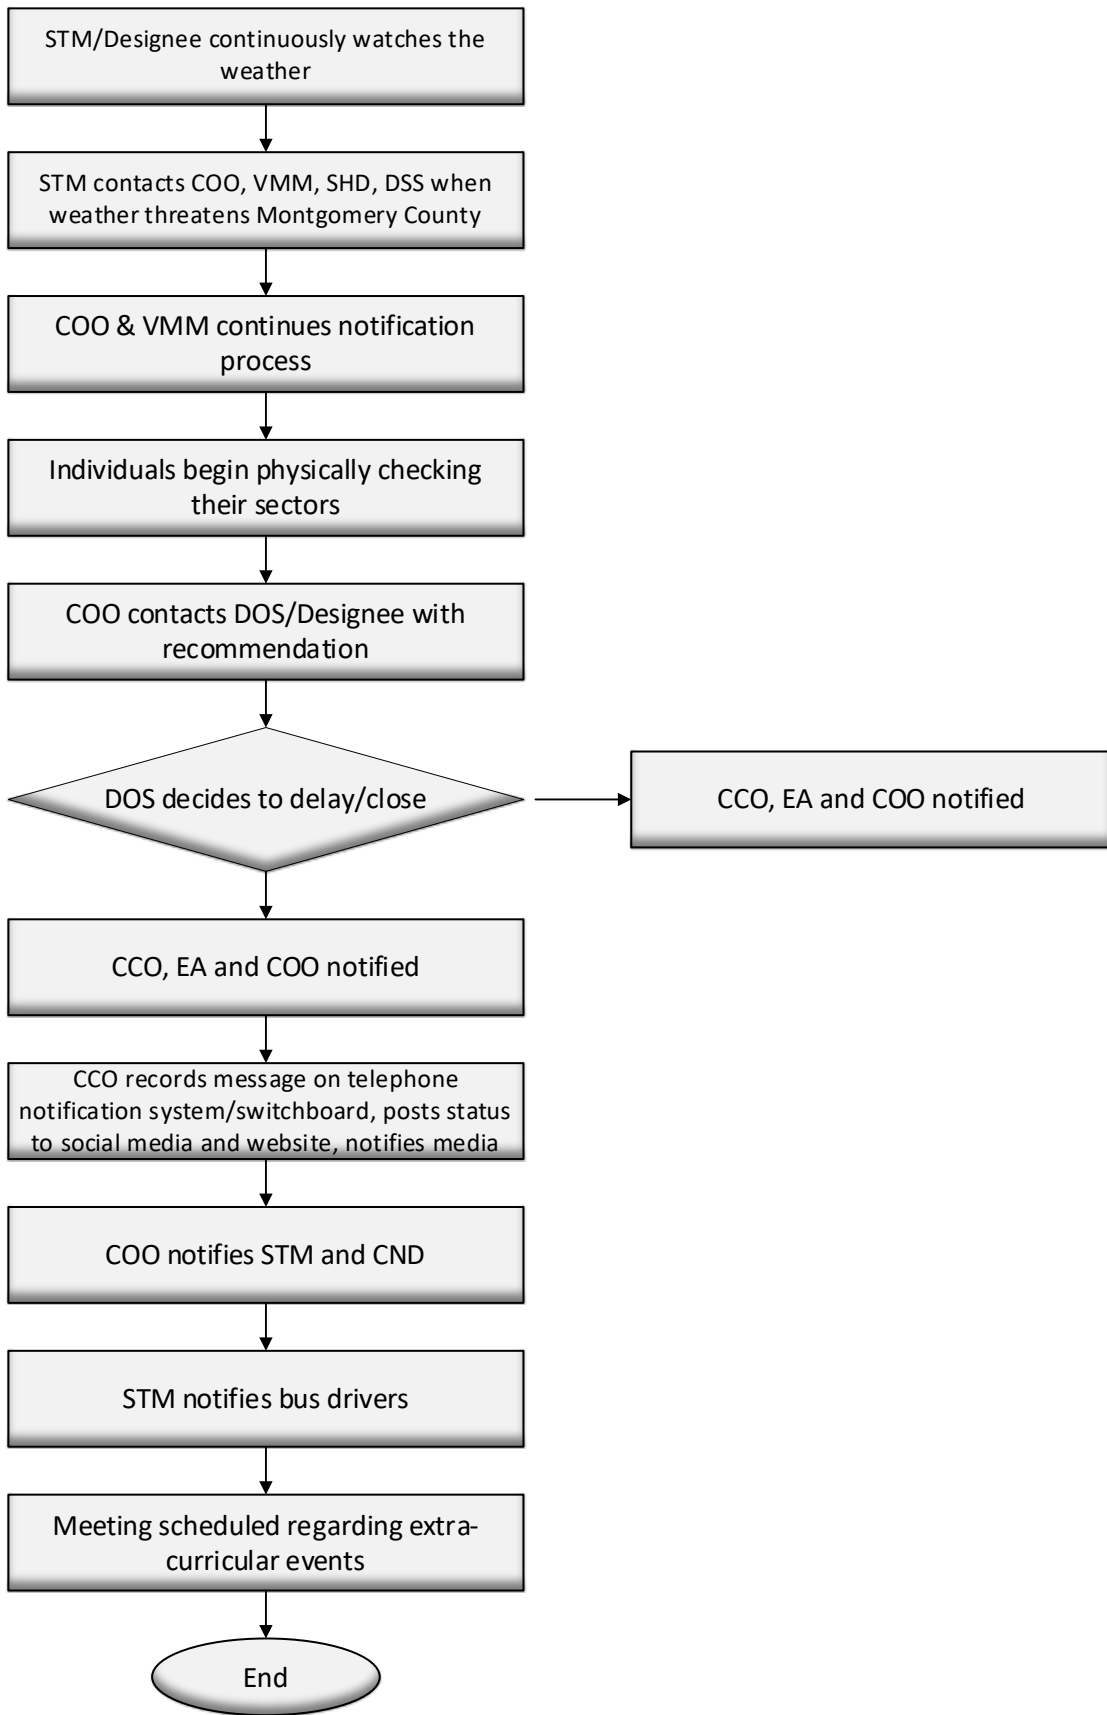 STM/Designee continuously watches the
weather
STM contacts COO, VMM, SHD, DSS when
weather threatens Montgomery County
COO & VMM continues notification
process
Individuals begin physically checking
their sectors
COO contacts DOS/Designee with
recommendation
DOS decides to delay/close
CCO, EA and COO notified
CCO, EA and COO notified
CCO records message on telephone
notification system/switchboard, posts status
to social media and website, notifies media
COO notifies STM and CND
STM notifies bus drivers
Meeting scheduled regarding extra-
curricular events
End